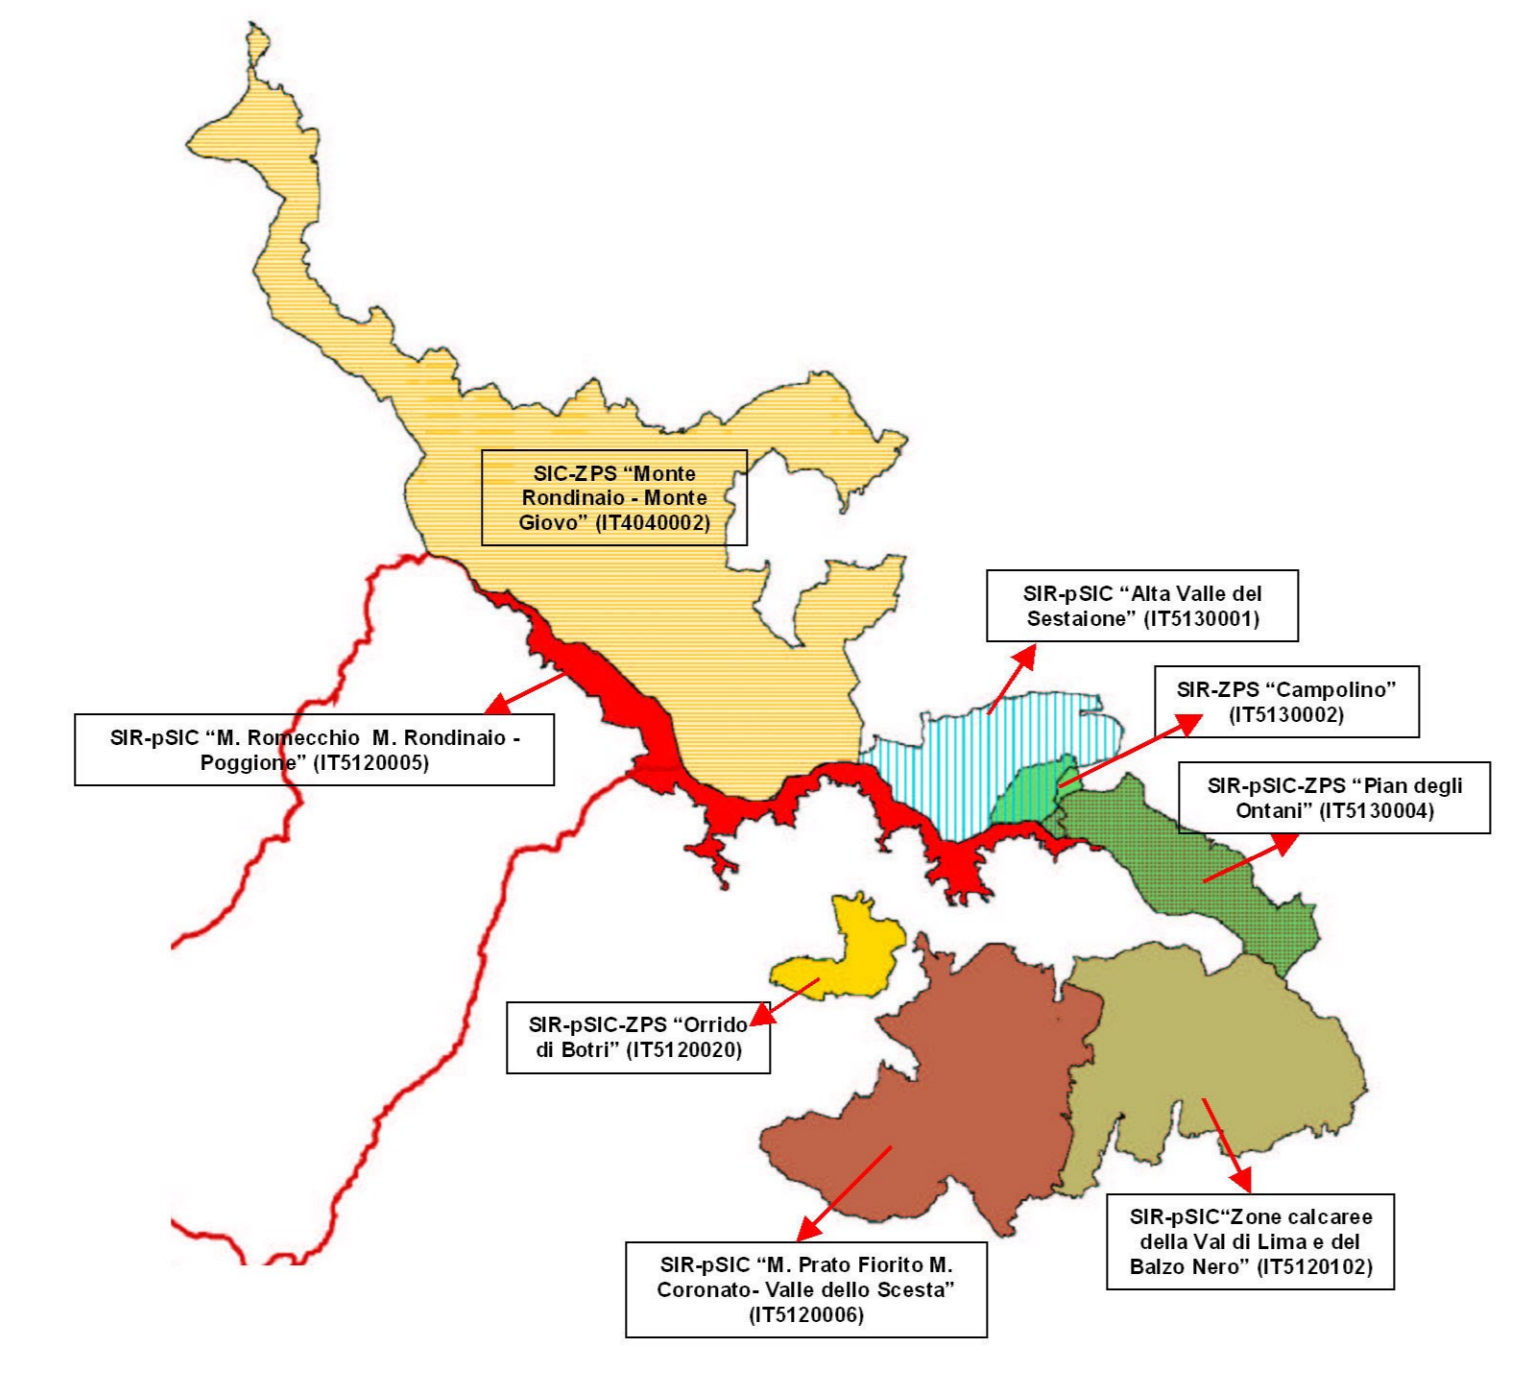 SIC-ZPS “Monte
Rondinaio - Monte
Giovo” (IT4040002)
SIR-pSIC “Alta Valle del
Sestaione” (IT5130001)
SIR-ZPS “Campolino”
(IT5130002)
SIR-pSIC “M. Romecchio  M. Rondinaio -
Poggione” (IT5120005)
SIR-pSIC-ZPS “Pian degli
Ontani” (IT5130004)
SIR-pSIC-ZPS “Orrido
di Botri” (IT5120020)
SIR-pSIC“Zone calcaree
della Val di Lima e del
Balzo Nero” (IT5120102)
SIR-pSIC “M. Prato Fiorito M.
Coronato- Valle dello Scesta”
(IT5120006)